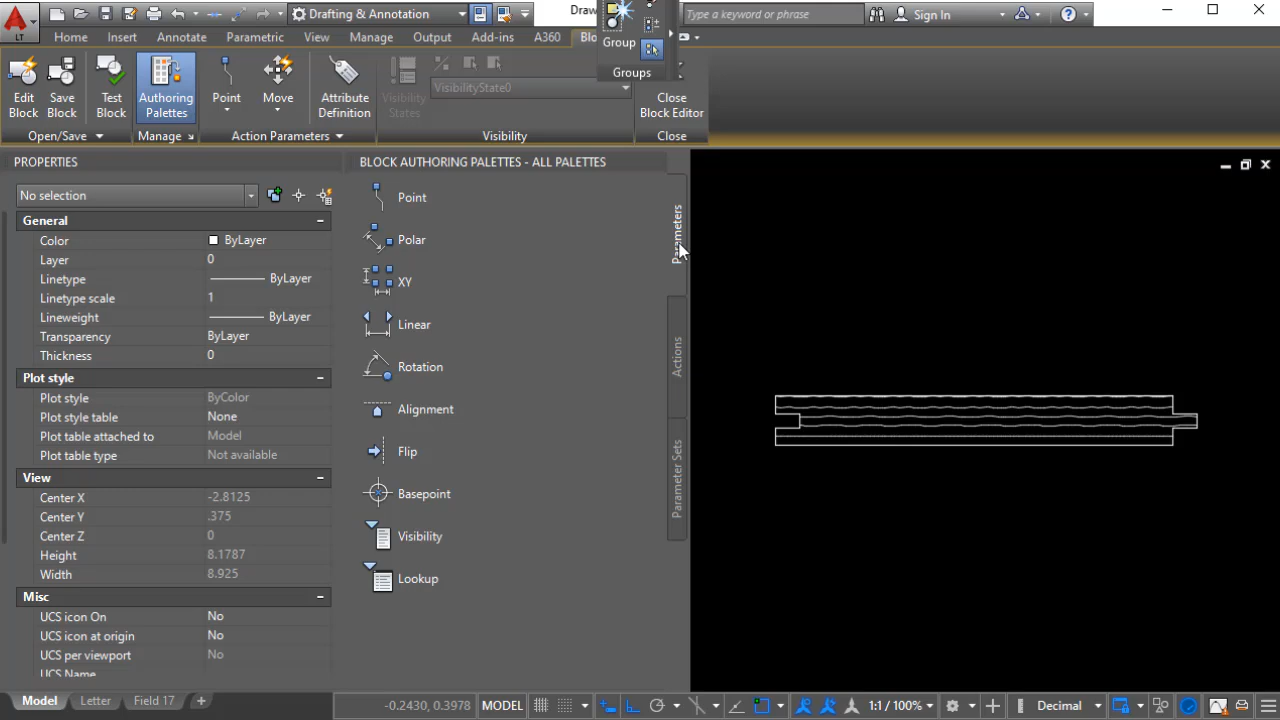 LT
Drafting & Annotation
Draw
Type a keyword or phrase
Sign In
Home
Insert
Annotate
Parametric
View
Manage
Output
Add-ins
A360
Blo
Group
Groups
Edit
Block
Save
Block
Test
Block
Authoring
Palettes
Point
Move
Attribute
Definition
Visibility
States
VisibilityState0
Close
Block Editor
Open/Save
Manage
Action Parameters
Visibility
Close
PROPERTIES
No selection
General
Color ByLayer
Layer 0
Linetype ByLayer
Linetype scale 1
Lineweight ByLayer
Transparency ByLayer
Thickness 0
Plot style
Plot style ByColor
Plot style table None
Plot table attached to Model
Plot table type Not available
View
Center X -2.8125
Center Y .375
Center Z 0
Height 8.1787
Width 8.925
Misc
UCS icon On No
UCS icon at origin No
UCS per viewport No
UCS Name
BLOCK AUTHORING PALETTES - ALL PALETTES
Point
Polar
XY
Linear
Rotation
Alignment
Flip
Basepoint
Visibility
Lookup
Parameters
Actions
Parameter Sets
Model
Letter
Field 17
-0.2430, 0.3978
MODEL
1:1 / 100%
Decimal